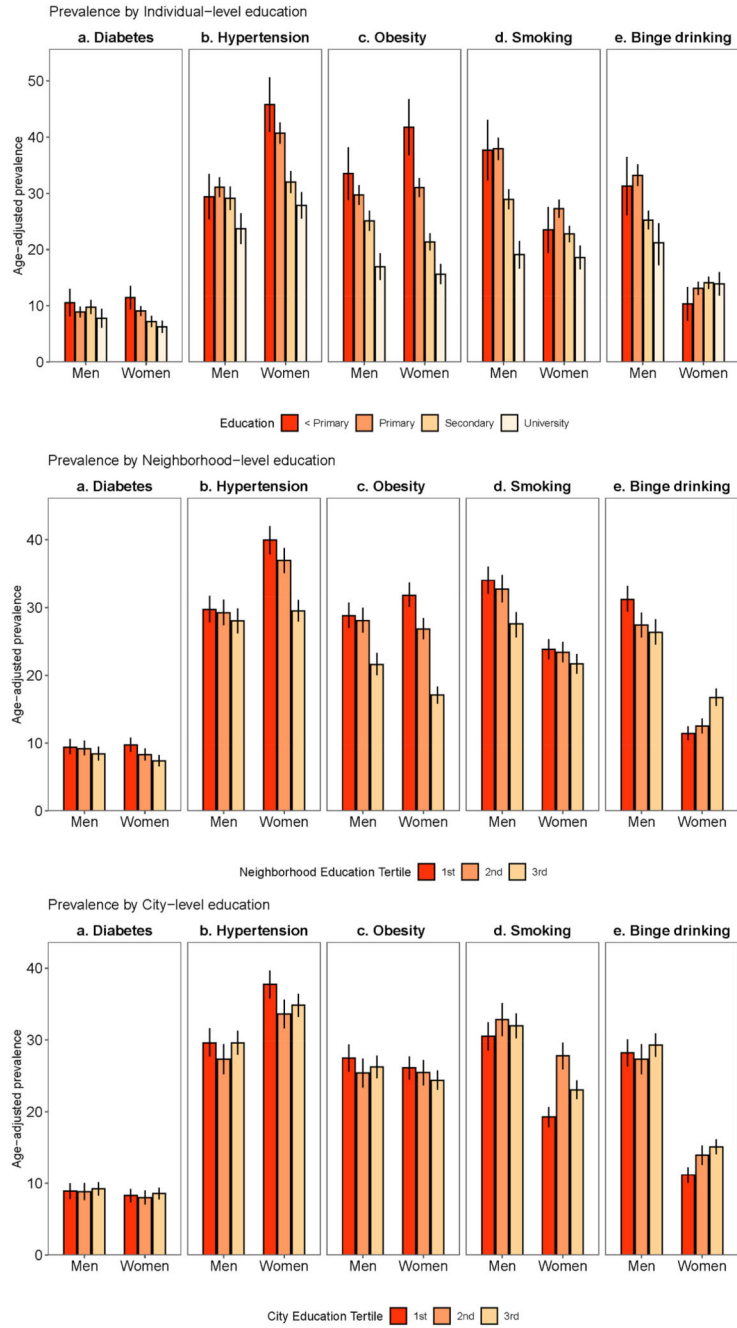 Prevalence by Individual−level education
a. Diabetes b. Hypertension c. Obesity d. Smoking e. Binge drinking
Age−adjusted prevalence
50
40
30
20
10
0
Men Women Men Women Men Women Men Women Men Women
Education < Primary Primary Secondary University
Prevalence by Neighborhood−level education
a. Diabetes b. Hypertension c. Obesity d. Smoking e. Binge drinking
Age−adjusted prevalence
40
30
20
10
0
Men Women Men Women Men Women Men Women Men Women
Neighborhood Education Tertile 1st 2nd 3rd
Prevalence by City−level education
a. Diabetes b. Hypertension c. Obesity d. Smoking e. Binge drinking
Age−adjusted prevalence
40
30
20
10
0
Men Women Men Women Men Women Men Women Men Women
City Education Tertile 1st 2nd 3rd